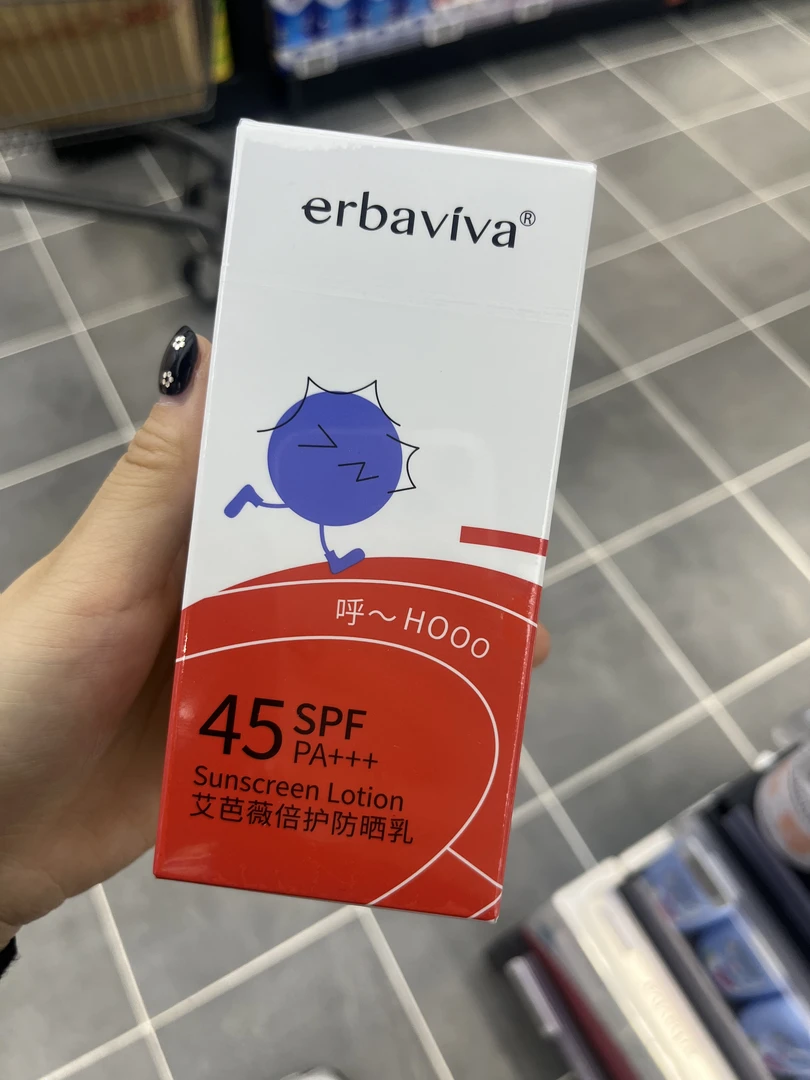 erbaviva®
呼～HOOO
45 SPF
PA+++
Sunscreen Lotion
艾芭薇倍护防晒乳